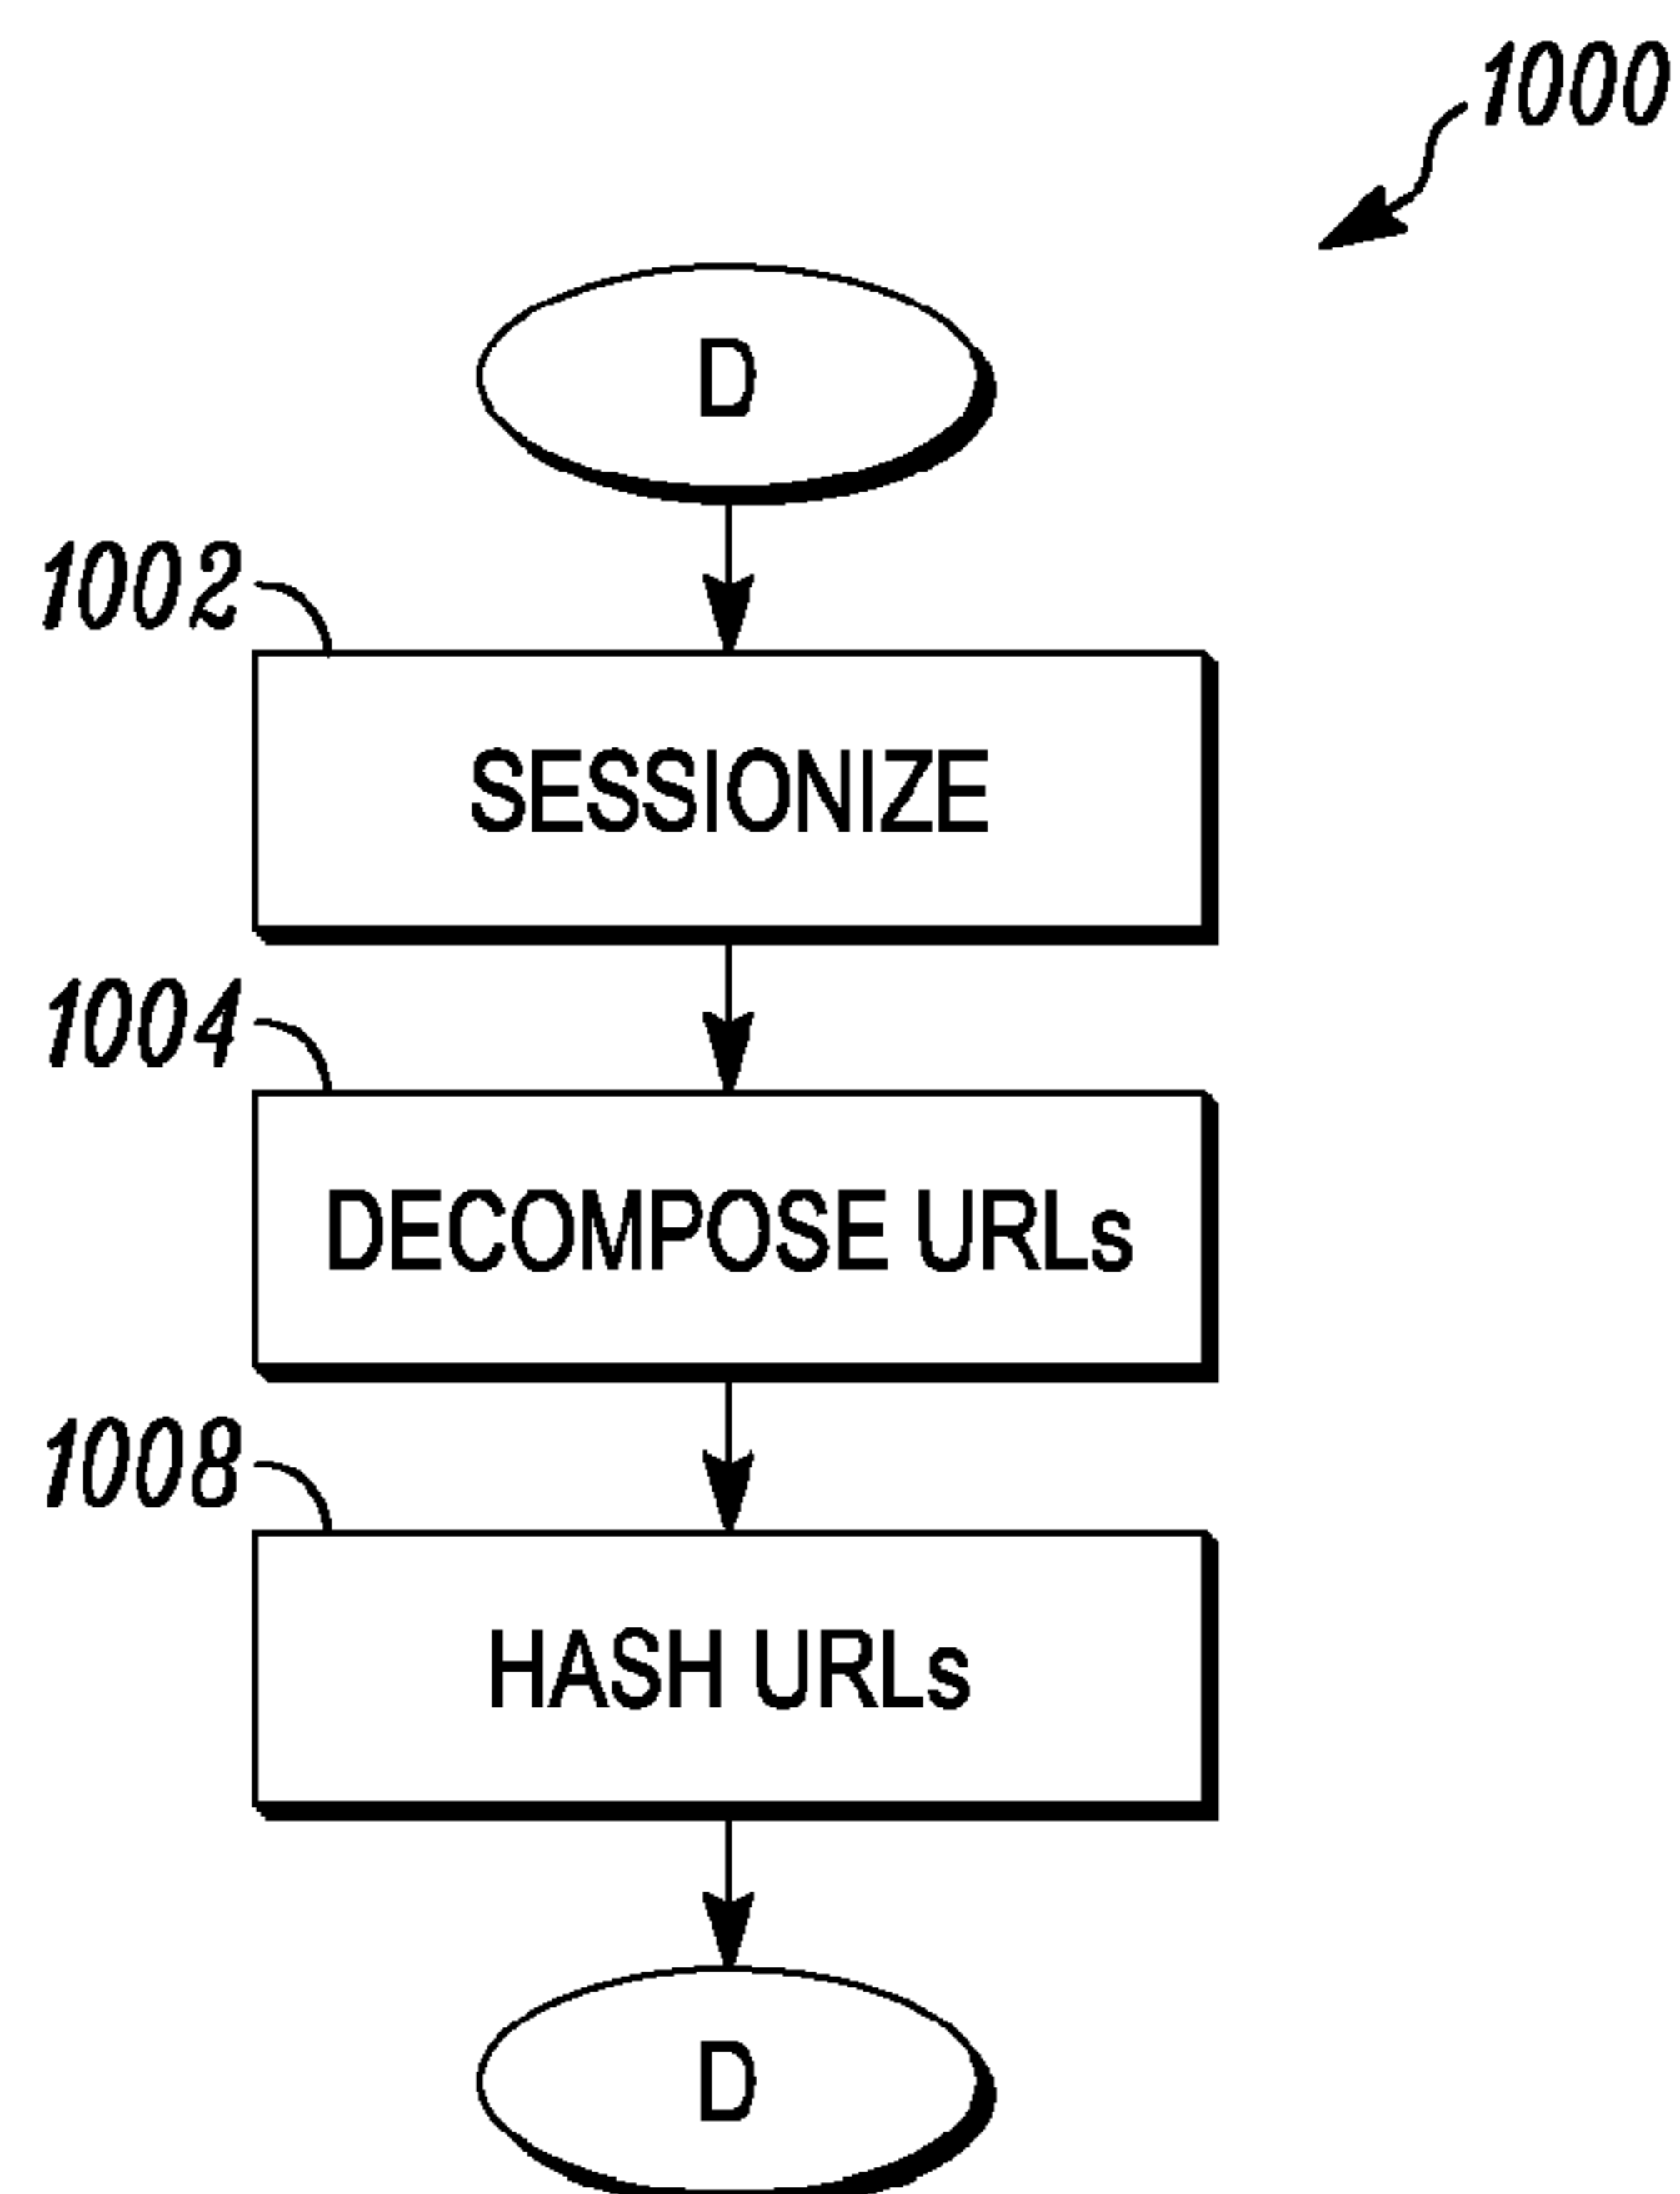 1000
D
1002
SESSIONIZE
1004
DECOMPOSE URLs
1008
HASH URLs
D